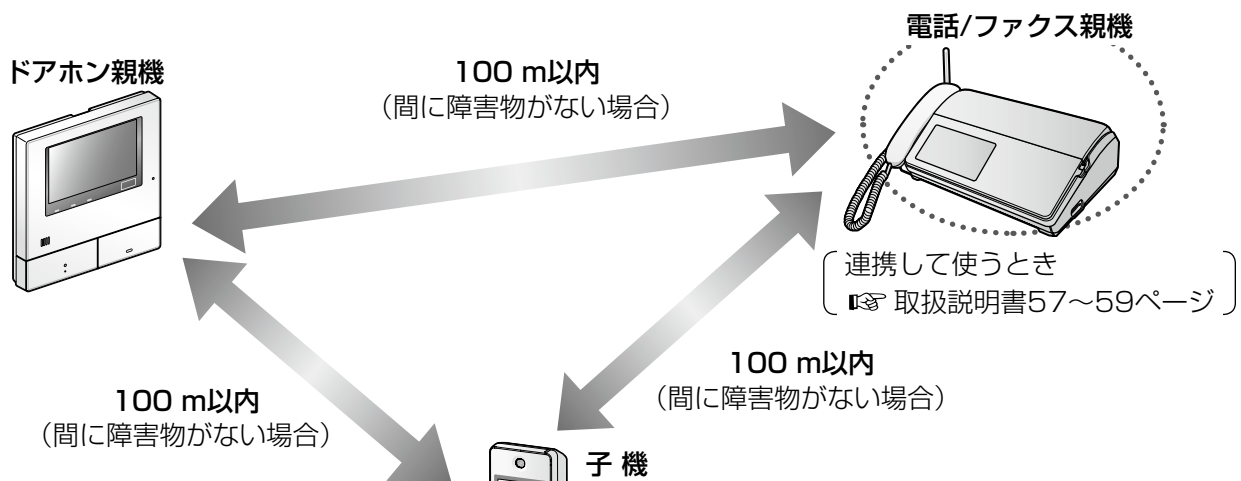 電話/ファクス親機
ドアホン親機
100 m以内
（間に障害物がない場合）
連携して使うとき
☞ 取扱説明書57～59ページ
100 m以内
（間に障害物がない場合）
100 m以内
（間に障害物がない場合）
子 機